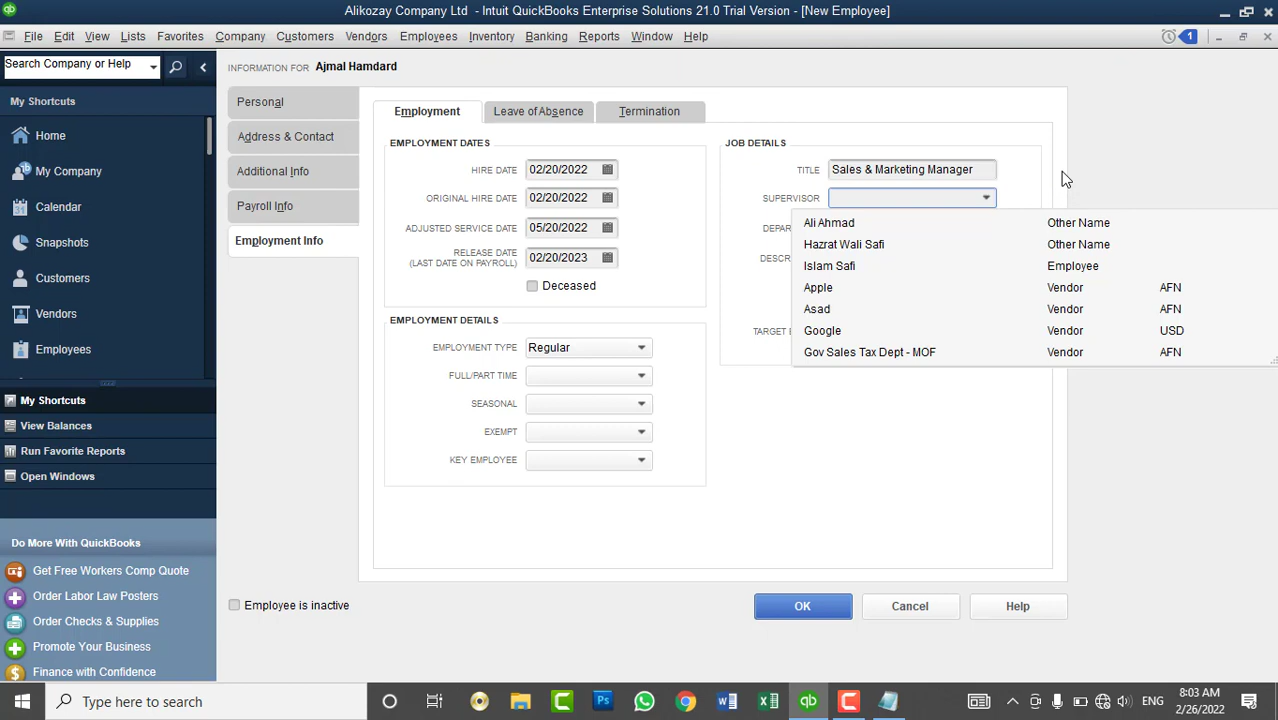 Alikozay Company Ltd - Intuit QuickBooks Enterprise Solutions 21.0 Trial Version - [New Employee]
File Edit View Lists Favorites Company Customers Vendors Employees Inventory Banking Reports Window Help
1
Search Company or Help
My Shortcuts
Home
My Company
Calendar
Snapshots
Customers
Vendors
Employees
My Shortcuts
View Balances
Run Favorite Reports
Open Windows
Do More With QuickBooks
Get Free Workers Comp Quote
Order Labor Law Posters
Order Checks & Supplies
Promote Your Business
Finance with Confidence
INFORMATION FOR Ajmal Hamdard
Personal
Address & Contact
Additional Info
Payroll Info
Employment Info
Employment Leave of Absence Termination
EMPLOYMENT DATES
HIRE DATE 02/20/2022
ORIGINAL HIRE DATE 02/20/2022
ADJUSTED SERVICE DATE 05/20/2022
RELEASE DATE
(LAST DATE ON PAYROLL) 02/20/2023
Deceased
EMPLOYMENT DETAILS
EMPLOYMENT TYPE Regular
FULL/PART TIME
SEASONAL
EXEMPT
KEY EMPLOYEE
JOB DETAILS
TITLE Sales & Marketing Manager
SUPERVISOR
DEPAR
DESCR
TARGET
Ali Ahmad Other Name
Hazrat Wali Safi Other Name
Islam Safi Employee
Apple Vendor AFN
Asad Vendor AFN
Google Vendor USD
Gov Sales Tax Dept - MOF Vendor AFN
Employee is inactive
OK Cancel Help
Type here to search
ENG
8:03 AM
2/26/2022